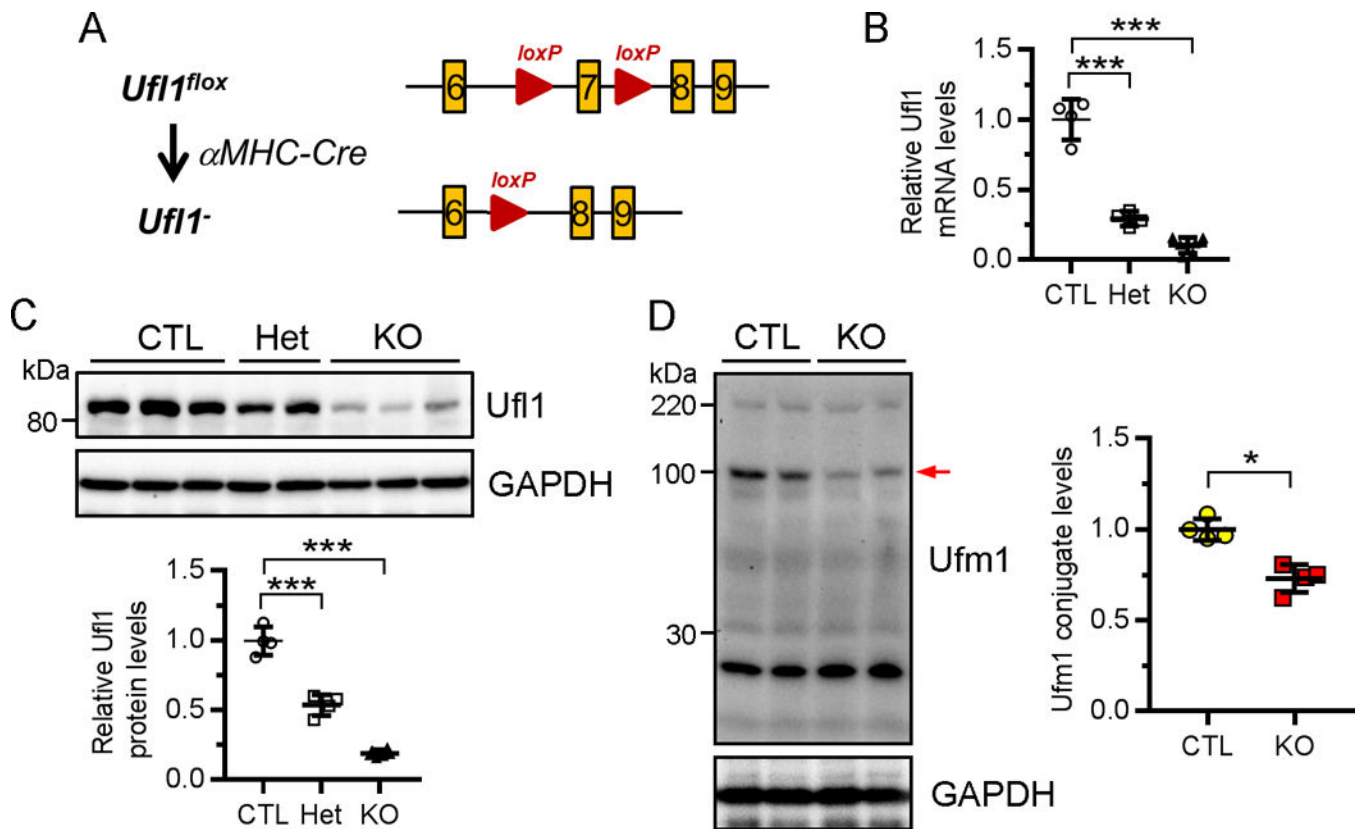 A
Ufl1flox
αMHC-Cre
Ufl1-
loxP loxP
6 7 8 9
loxP
6 8 9
B
Relative Ufl1
mRNA levels
1.5
1.0
0.5
0.0
***
***
CTL Het KO
C
CTL Het KO
kDa
80
Ufl1
GAPDH
Relative Ufl1
protein levels
1.5
1.0
0.5
0.0
***
***
CTL Het KO
D
CTL KO
kDa
220
100
30
Ufm1
GAPDH
Ufm1 conjugate levels
1.5
1.0
0.5
0.0
*
CTL KO